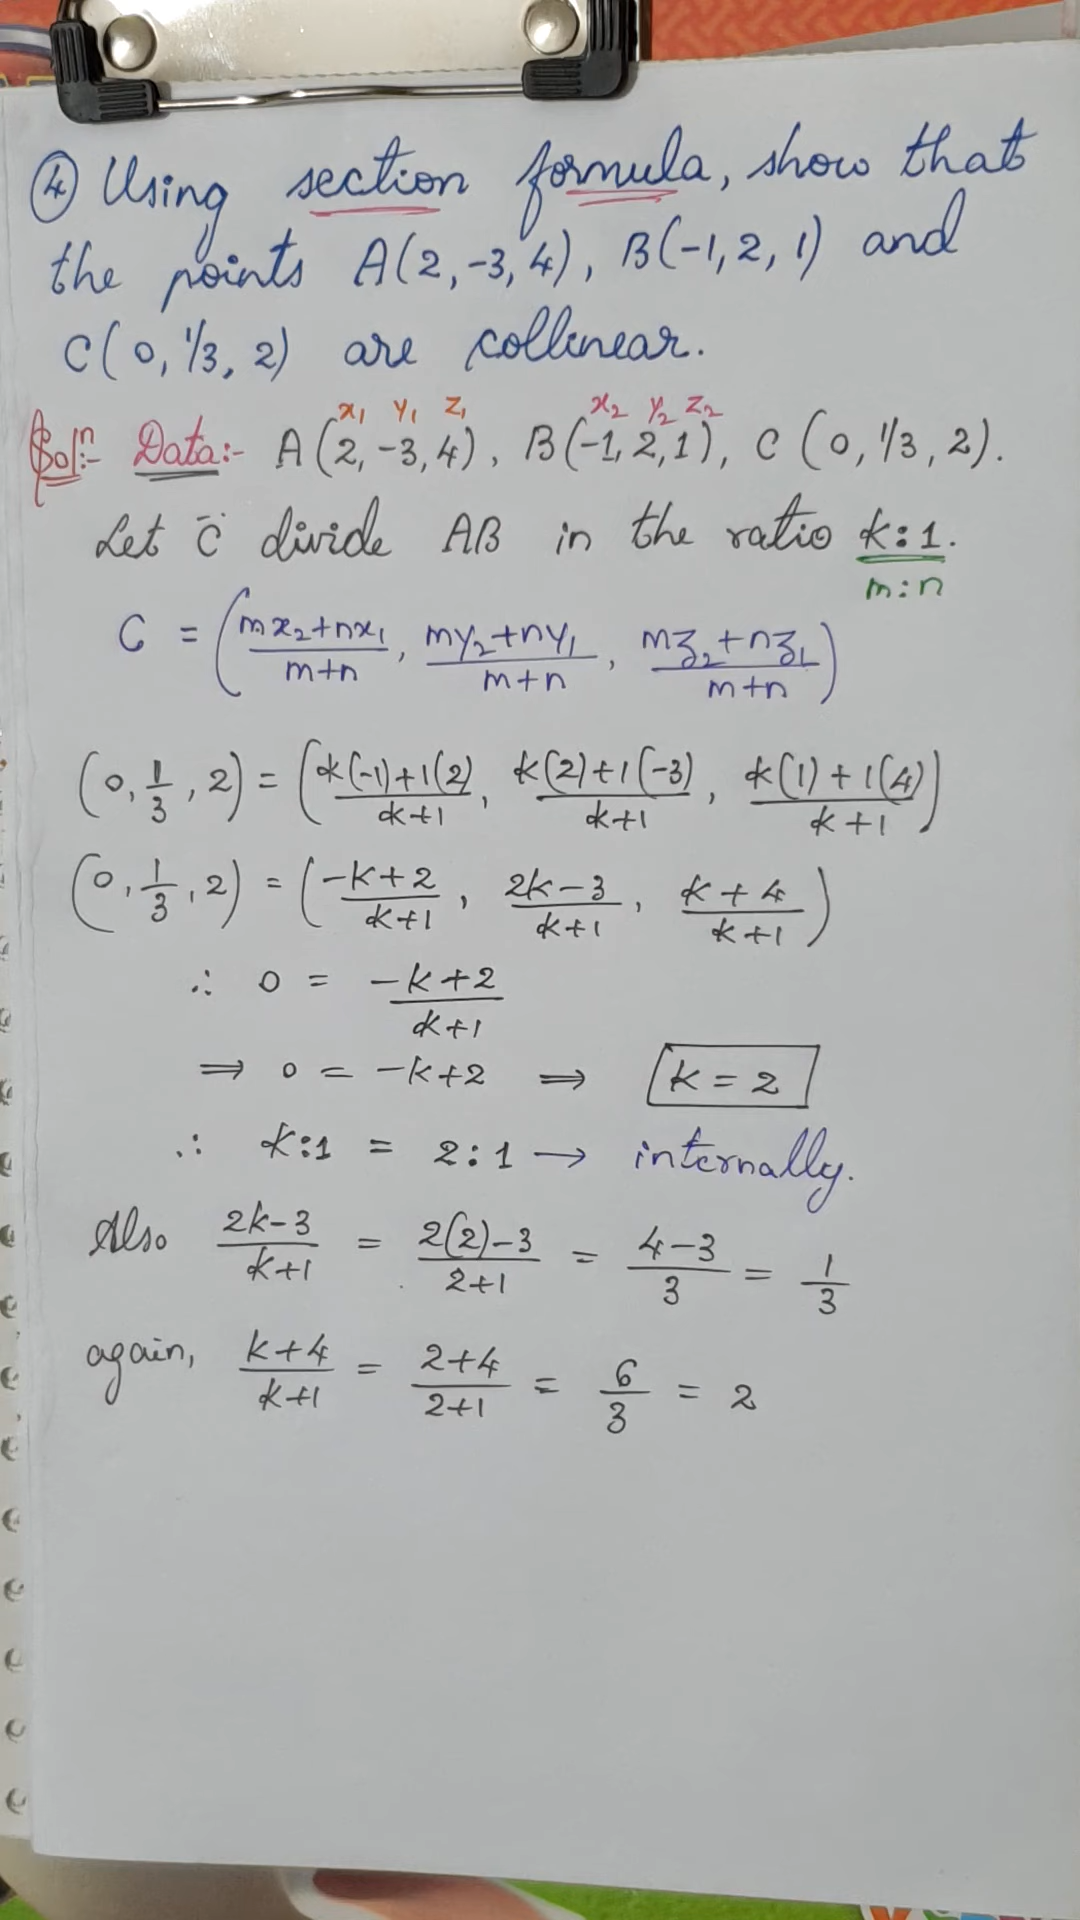 ④ Using section formula, show that
the points A(2,-3,4), B(-1,2,1) and
C(0,1/3,2) are collinear.
x₁ y₁ z₁ x₂ y₂ z₂
Solⁿ:- Data:- A(2,-3,4), B(-1,2,1), C(0,1/3,2).
Let 'C' divide AB in the ratio k:1.
m:n
C = ((mx₂+nx₁)/(m+n), (my₂+ny₁)/(m+n), (mz₂+nz₁)/(m+n))
(0, 1/3, 2) = ((k(-1)+1(2))/(k+1), (k(2)+1(-3))/(k+1), (k(1)+1(4))/(k+1))
(0, 1/3, 2) = ((-k+2)/(k+1), (2k-3)/(k+1), (k+4)/(k+1))
∴ 0 = (-k+2)/(k+1)
⇒ 0 = -k+2 ⇒ k = 2
∴ k:1 = 2:1 → internally.
Also (2k-3)/(k+1) = (2(2)-3)/(2+1) = (4-3)/3 = 1/3
again, (k+4)/(k+1) = (2+4)/(2+1) = 6/3 = 2